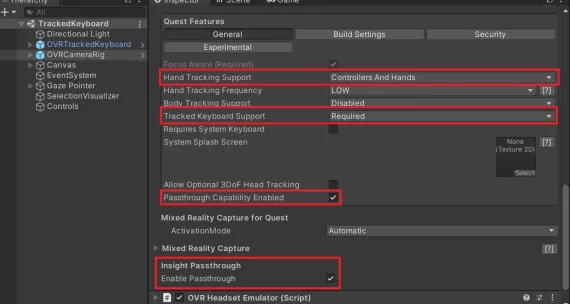 Hierarchy
Inspector
Scene
Game
All
TrackedKeyboard
Directional Light
OVRTrackedKeyboard
OVRCameraRig
Canvas
EventSystem
Gaze Pointer
SelectionVisualizer
Controls
Quest Features
General Build Settings Security
Experimental
Focus Aware (Required)
Hand Tracking Support Controllers And Hands
Hand Tracking Frequency LOW [?]
Body Tracking Support Disabled
Tracked Keyboard Support Required
Requires System Keyboard
System Splash Screen None [?]
(Texture 2D)
Select
Allow Optional 3DoF Head Tracking
Passthrough Capability Enabled
Mixed Reality Capture for Quest
ActivationMode Automatic
Mixed Reality Capture [?]
Insight Passthrough
Enable Passthrough
# OVR Headset Emulator (Script)